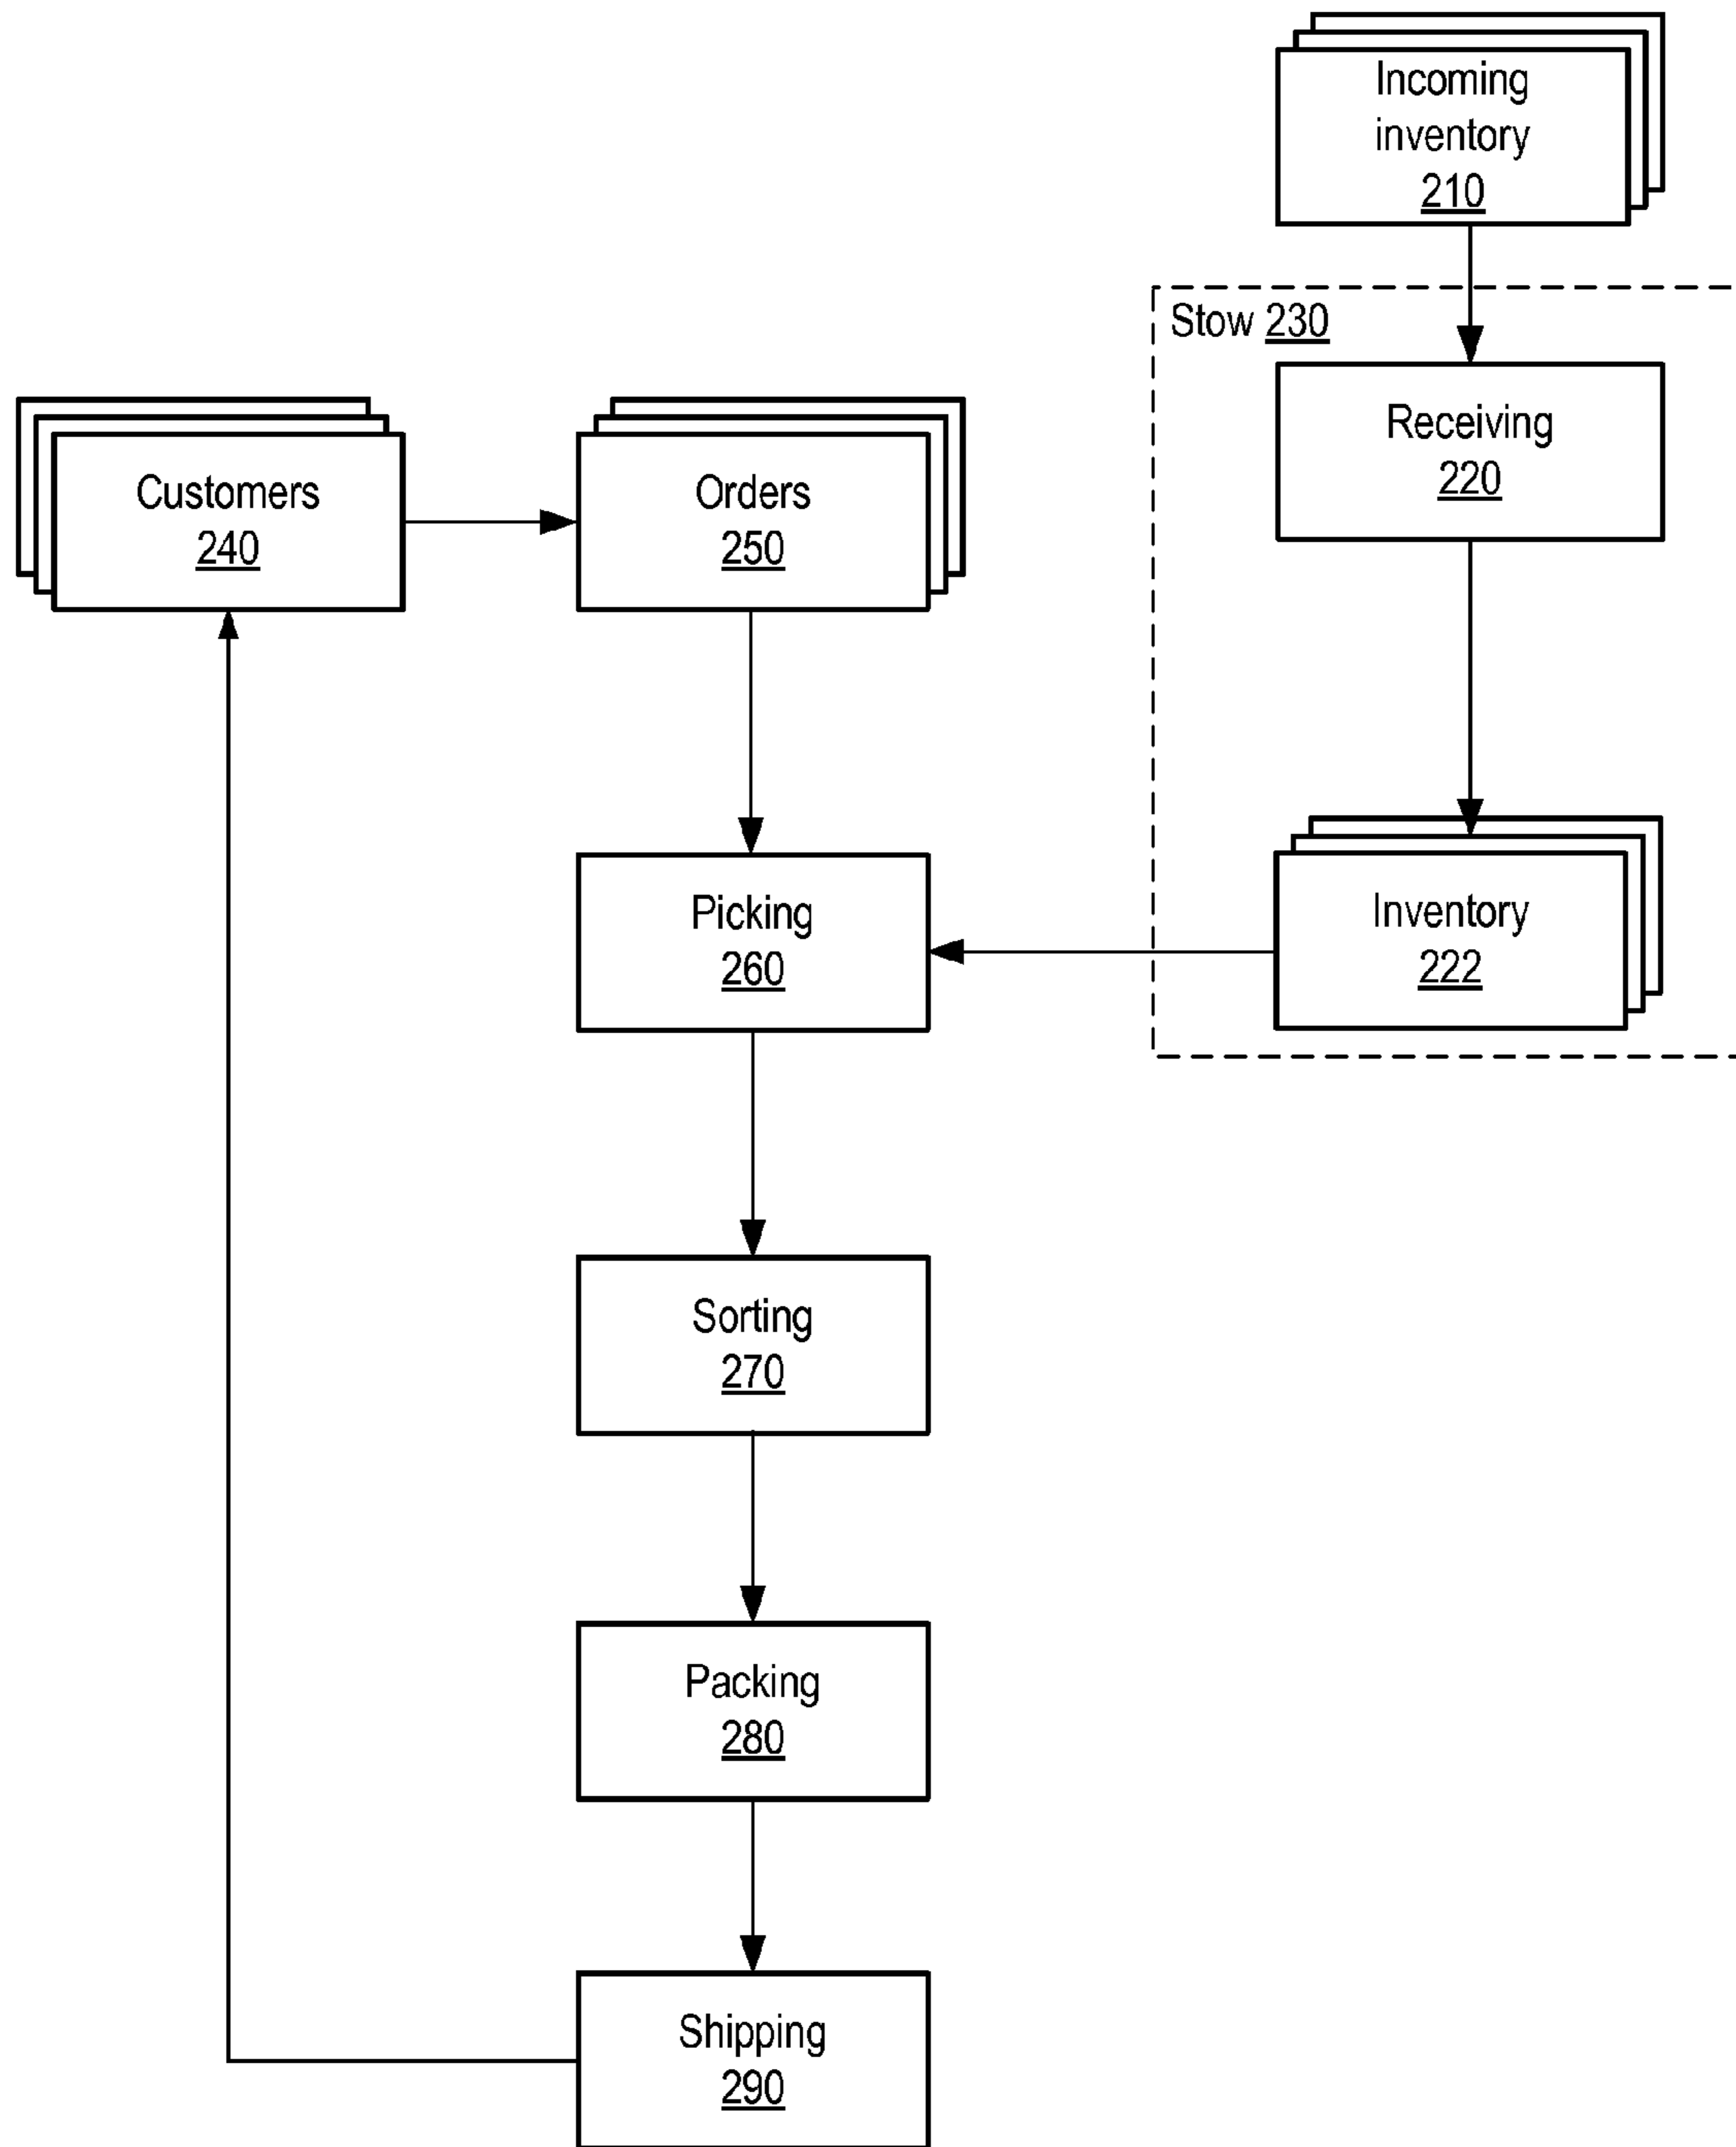 Incoming
inventory
210
Stow 230
Receiving
220
Customers
240
Orders
250
Picking
260
Inventory
222
Sorting
270
Packing
280
Shipping
290